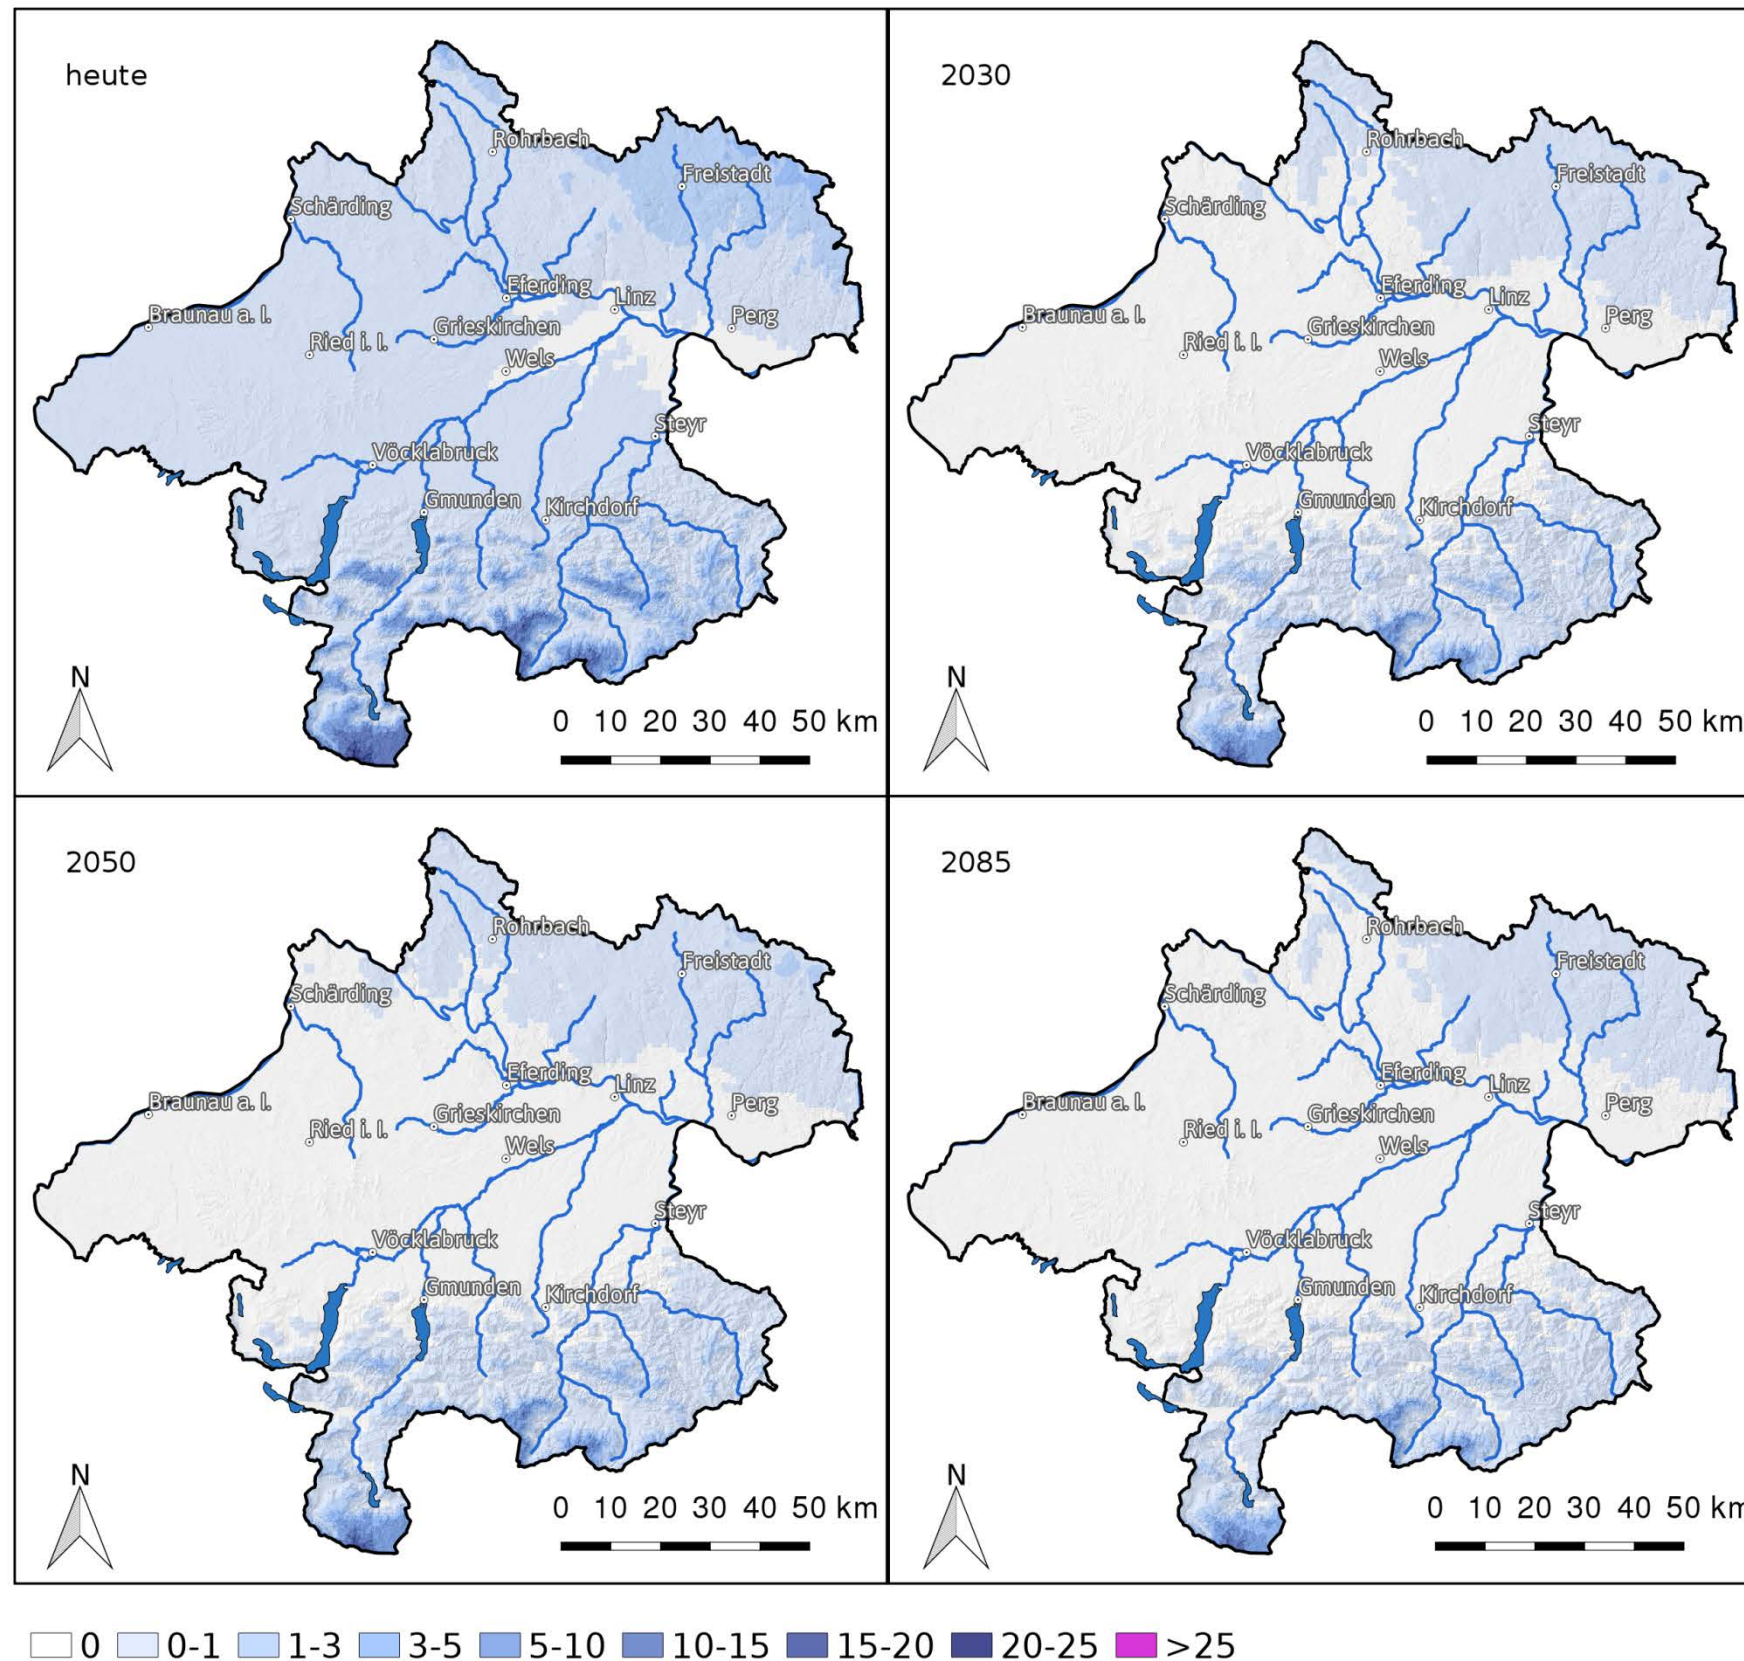 heute
Rohrbach
Freistadt
Schärding
Eferding
Linz
Braunau a. I.
Grieskirchen
Perg
Ried i. I.
Wels
Steyr
Vöcklabruck
Gmunden
Kirchdorf
N
0 10 20 30 40 50 km
2030
Rohrbach
Freistadt
Schärding
Eferding
Linz
Braunau a. I.
Grieskirchen
Perg
Ried i. I.
Wels
Steyr
Vöcklabruck
Gmunden
Kirchdorf
N
0 10 20 30 40 50 km
2050
Rohrbach
Freistadt
Schärding
Eferding
Linz
Braunau a. I.
Grieskirchen
Perg
Ried i. I.
Wels
Steyr
Vöcklabruck
Gmunden
Kirchdorf
N
0 10 20 30 40 50 km
2085
Rohrbach
Freistadt
Schärding
Eferding
Linz
Braunau a. I.
Grieskirchen
Perg
Ried i. I.
Wels
Steyr
Vöcklabruck
Gmunden
Kirchdorf
N
0 10 20 30 40 50 km
0 0-1 1-3 3-5 5-10 10-15 15-20 20-25 >25